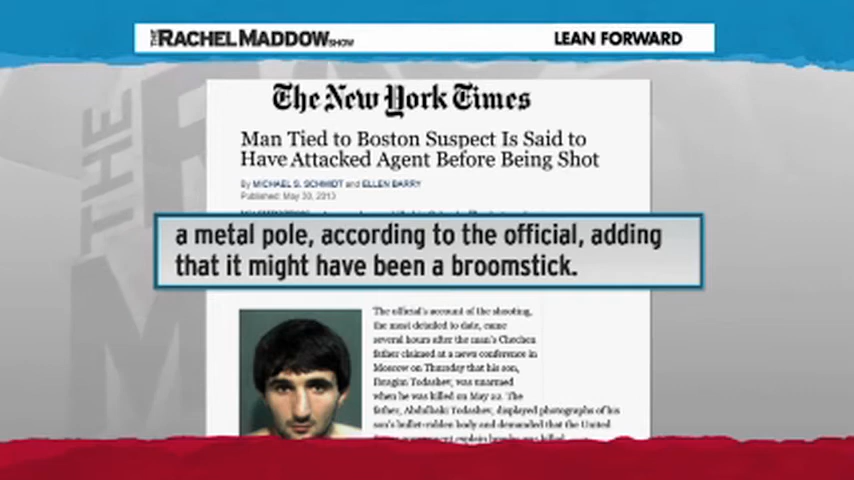 THE RACHEL MADDOW SHOW
LEAN FORWARD
THE
The New York Times
Man Tied to Boston Suspect Is Said to
Have Attacked Agent Before Being Shot
By MICHAEL S. SCHMIDT and ELLEN BARRY
Published: May 30, 2013
a metal pole, according to the official, adding
that it might have been a broomstick.
The official's account of the shooting,
the most detailed to date, came
several hours after the man's Chechen
father claimed at a news conference in
Moscow on Thursday that his son,
Ibragim Todashev, was unarmed
when he was killed on May 22. The
father, Abdulbaki Todashev, displayed photographs of his
son's bullet-ridden body and demanded that the United